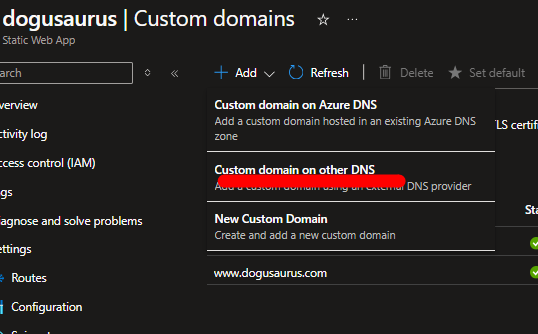 dogusaurus | Custom domains
Static Web App
earch
Add
Refresh
Delete
Set default
Custom domain on Azure DNS
Add a custom domain hosted in an existing Azure DNS
zone
TLS certific
Custom domain on other DNS
Add a custom domain using an external DNS provider
New Custom Domain
Create and add a new custom domain
Sta
www.dogusaurus.com
verview
ctivity log
ccess control (IAM)
gs
iagnose and solve problems
ettings
Routes
Configuration